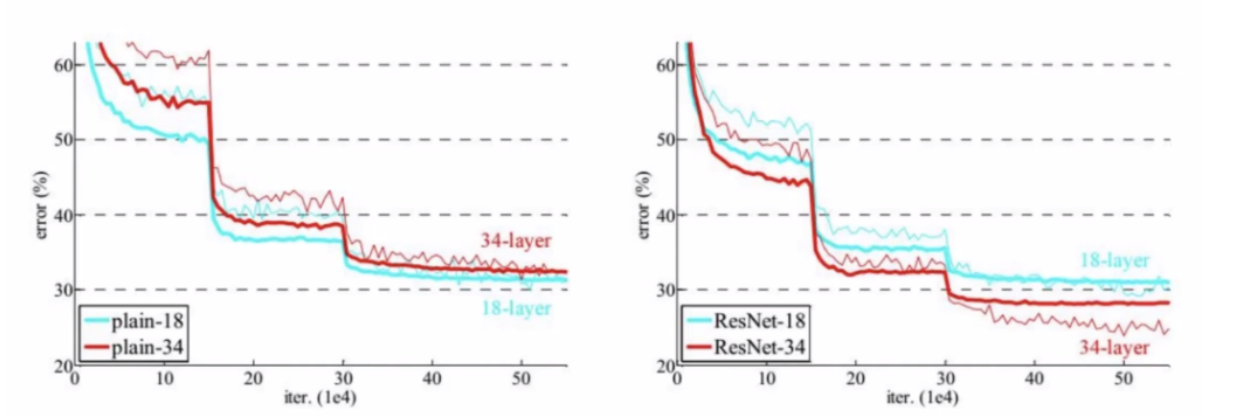 60
50
40
30
20
error (%)
34-layer
18-layer
plain-18
plain-34
0 10 20 30 40 50
iter. (1e4)
60
50
40
30
20
error (%)
18-layer
ResNet-18
ResNet-34
34-layer
0 10 20 30 40 50
iter. (1e4)